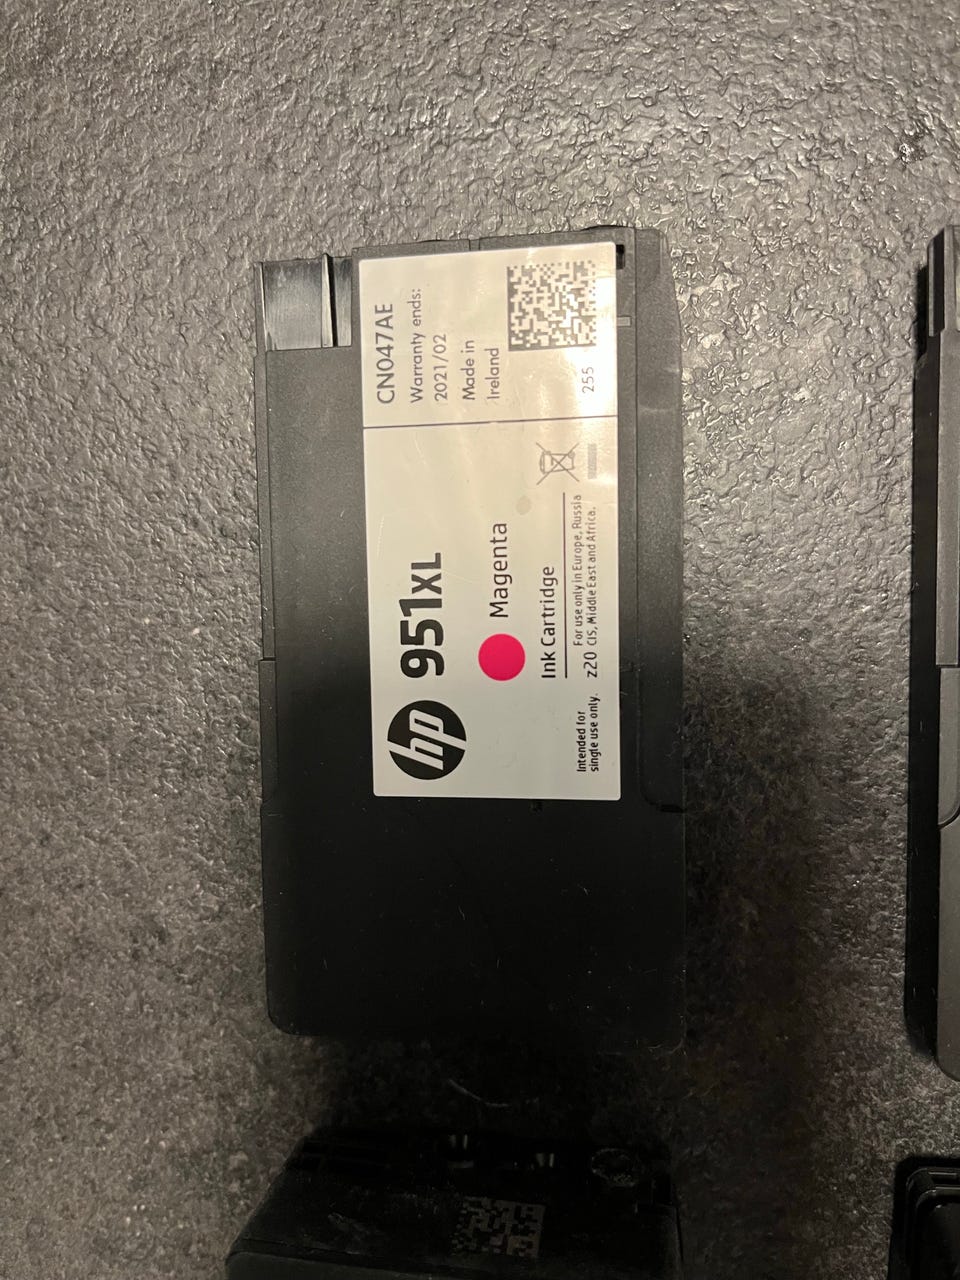 hp 951XL
Magenta
Ink Cartridge
Intended for
single use only.
z20
For use only in Europe, Russia
CIS, Middle East and Africa.
CN047AE
Warranty ends:
2021/02
Made in
Ireland
255